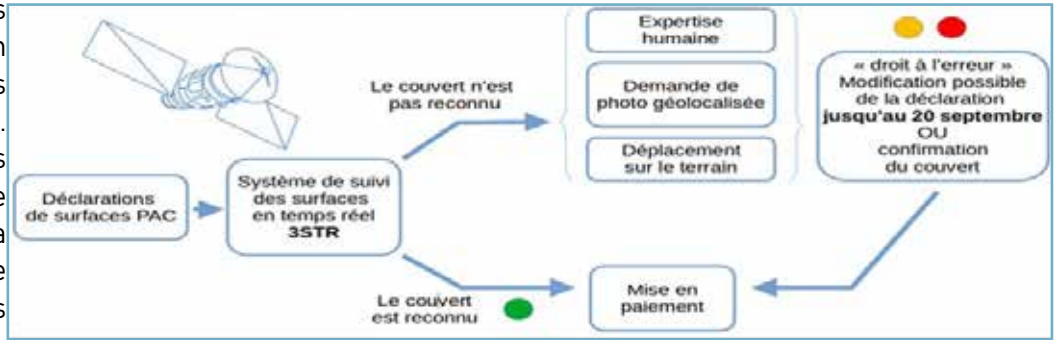 Déclarations
de surfaces PAC
Système de suivi
des surfaces
en temps réel
3STR
Le couvert n'est
pas reconnu
Expertise
humaine
Demande de
photo géolocalisée
Déplacement
sur le terrain
« droit à l'erreur »
Modification possible
de la déclaration
jusqu'au 20 septembre
OU
confirmation
du couvert
Le couvert
est reconnu
Mise en
paiement